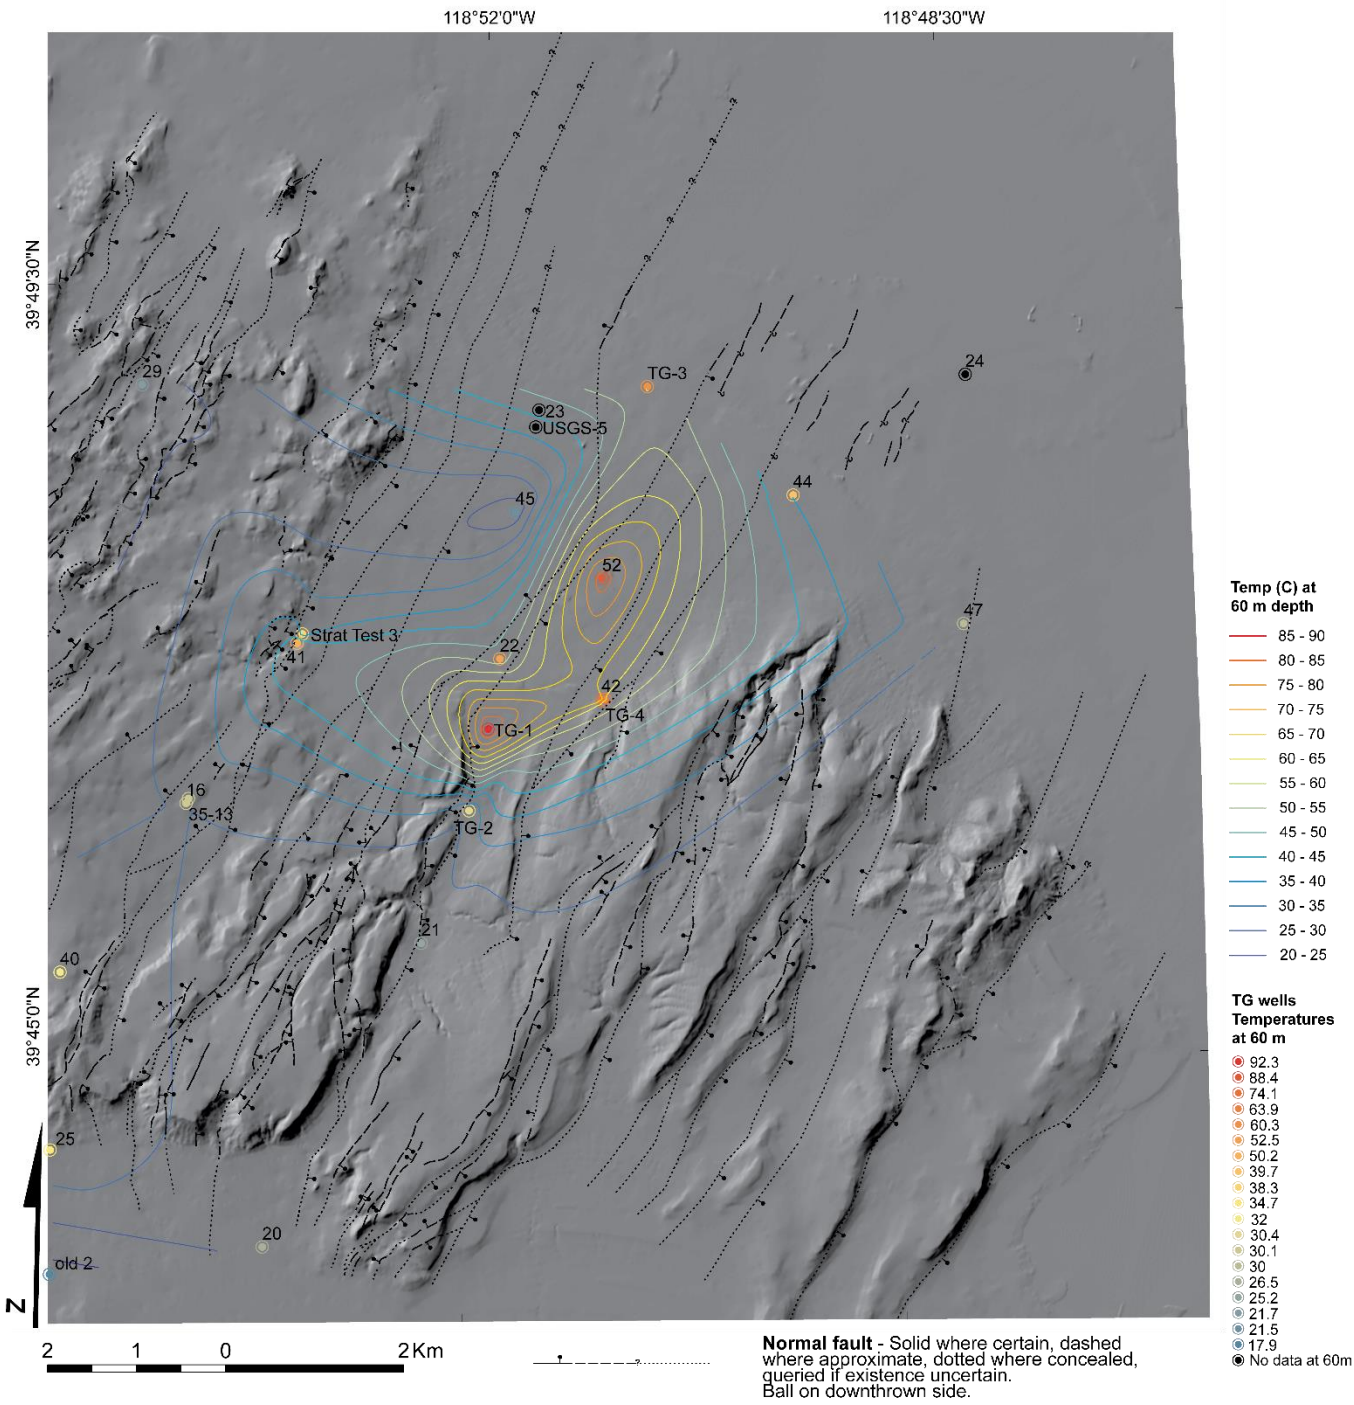 118°52'0"W
118°48'30"W
39°49'30"N
29
TG-3
24
23
USGS-5
45
44
52
47
Strat Test 3
41
22
42
TG-4
TG-1
16
35-13
TG-2
21
40
39°45'0"N
25
20
old 2
Z
Temp (C) at
60 m depth
85 - 90
80 - 85
75 - 80
70 - 75
65 - 70
60 - 65
55 - 60
50 - 55
45 - 50
40 - 45
35 - 40
30 - 35
25 - 30
20 - 25
TG wells
Temperatures
at 60 m
92.3
88.4
74.1
63.9
60.3
52.5
50.2
39.7
38.3
34.7
32
30.4
30.1
30
26.5
25.2
21.7
21.5
17.9
No data at 60m
2 1 0 2 Km
Normal fault - Solid where certain, dashed
where approximate, dotted where concealed,
queried if existence uncertain.
Ball on downthrown side.